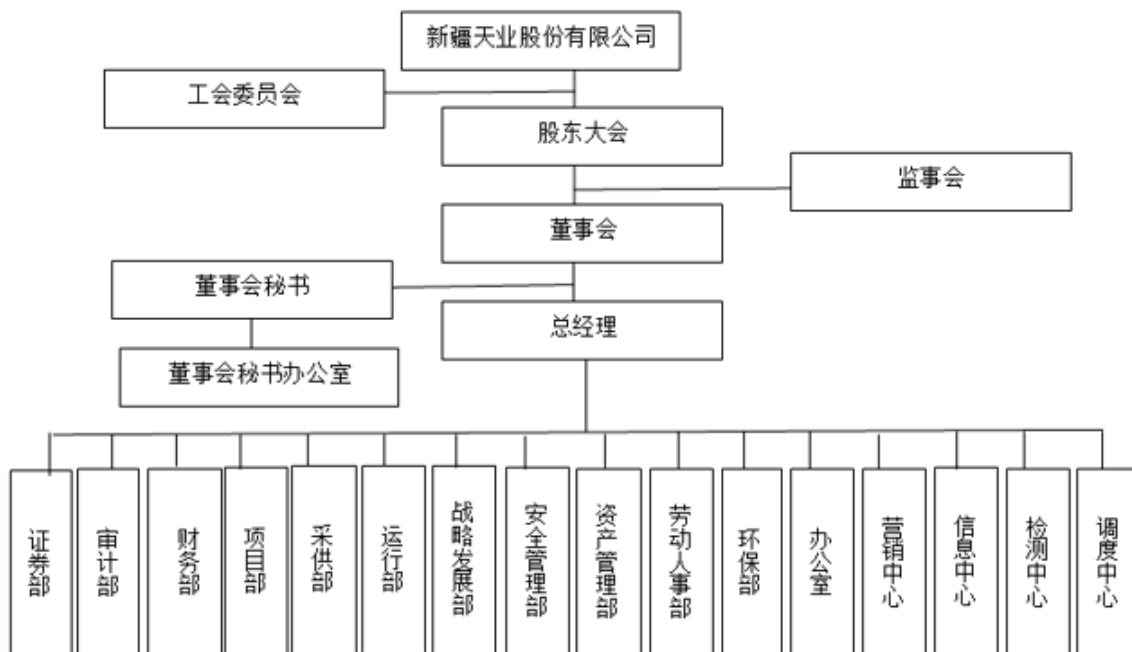 新疆天业股份有限公司
工会委员会
股东大会
监事会
董事会
董事会秘书
总经理
董事会秘书办公室
证券部
审计部
财务部
项目部
采供部
运行部
战略发展部
安全管理部
资产管理部
劳动人事部
环保部
办公室
营销中心
信息中心
检测中心
调度中心